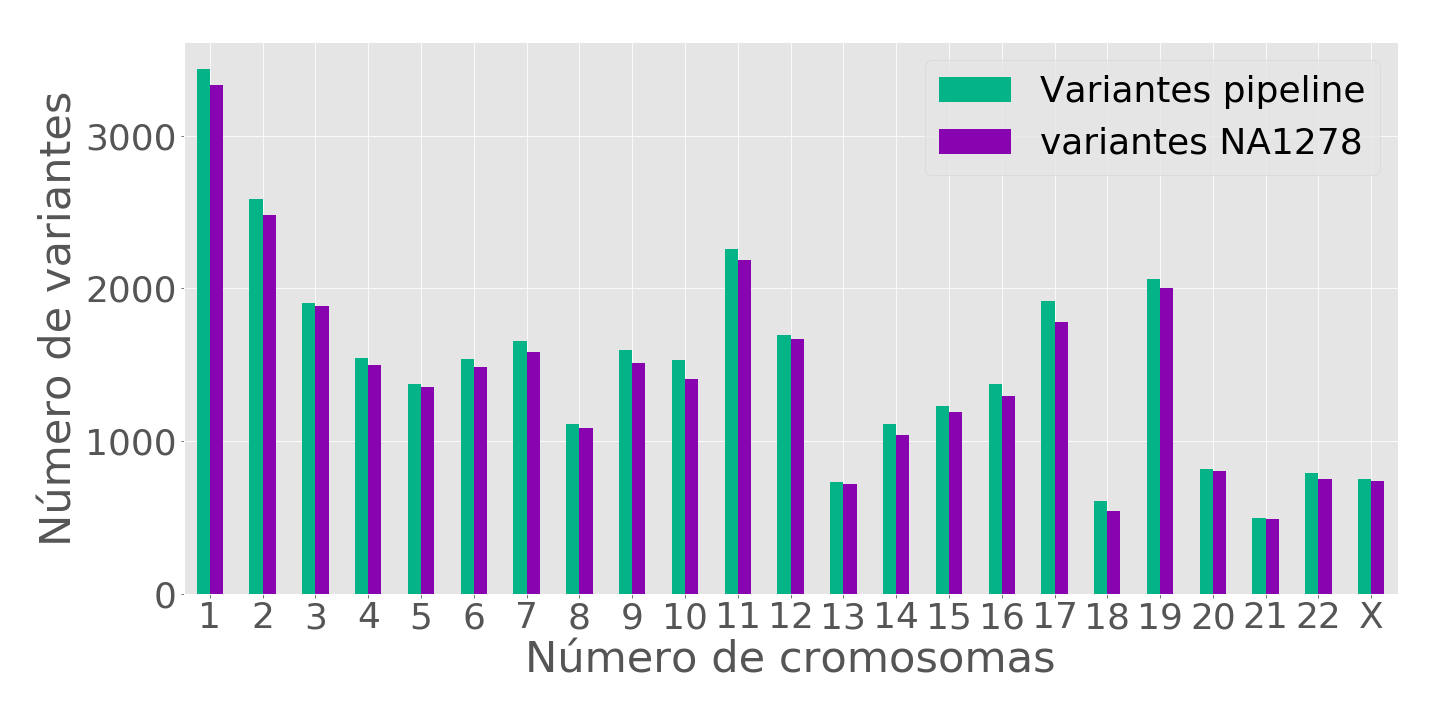 Variantes pipeline
variantes NA1278
Número de variantes
3000
2000
1000
0
1 2 3 4 5 6 7 8 9 10 11 12 13 14 15 16 17 18 19 20 21 22 X
Número de cromosomas